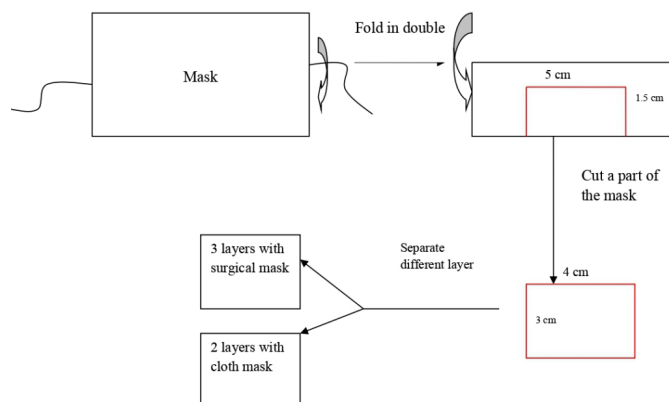 Fold in double
Mask
5 cm
1.5 cm
Cut a part of
the mask
3 layers with
surgical mask
Separate
different layer
4 cm
3 cm
2 layers with
cloth mask